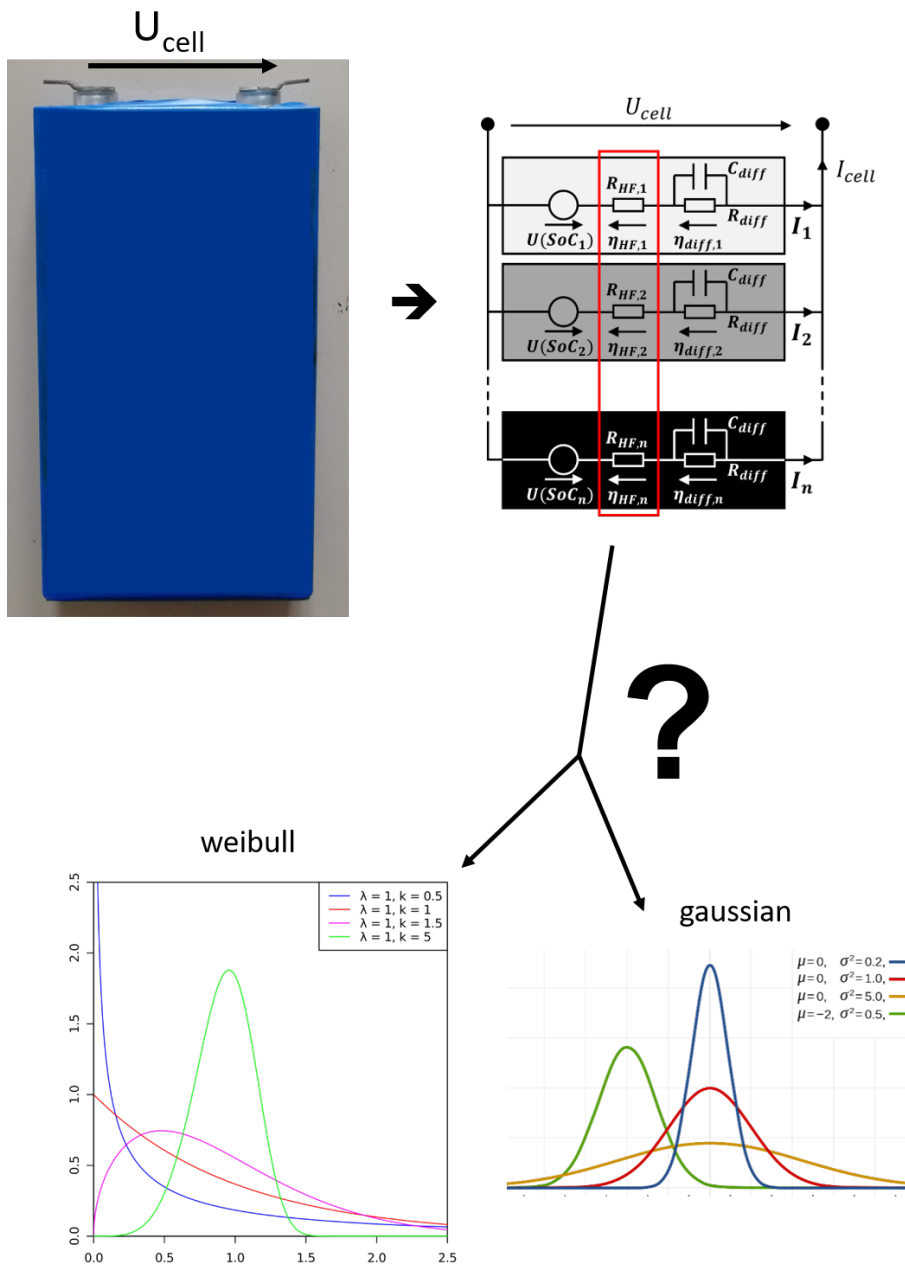 U_cell
U_cell
I_cell
C_diff
R_HF,1
R_diff
I_1
U(SoC_1)
η_HF,1
η_diff,1
C_diff
R_HF,2
R_diff
I_2
U(SoC_2)
η_HF,2
η_diff,2
C_diff
R_HF,n
R_diff
I_n
U(SoC_n)
η_HF,n
η_diff,n
?
weibull
λ = 1, k = 0.5
λ = 1, k = 1
λ = 1, k = 1.5
λ = 1, k = 5
2.5
2.0
1.5
1.0
0.5
0.0
0.0 0.5 1.0 1.5 2.0 2.5
gaussian
μ=0, σ²=0.2,
μ=0, σ²=1.0,
μ=0, σ²=5.0,
μ=−2, σ²=0.5,